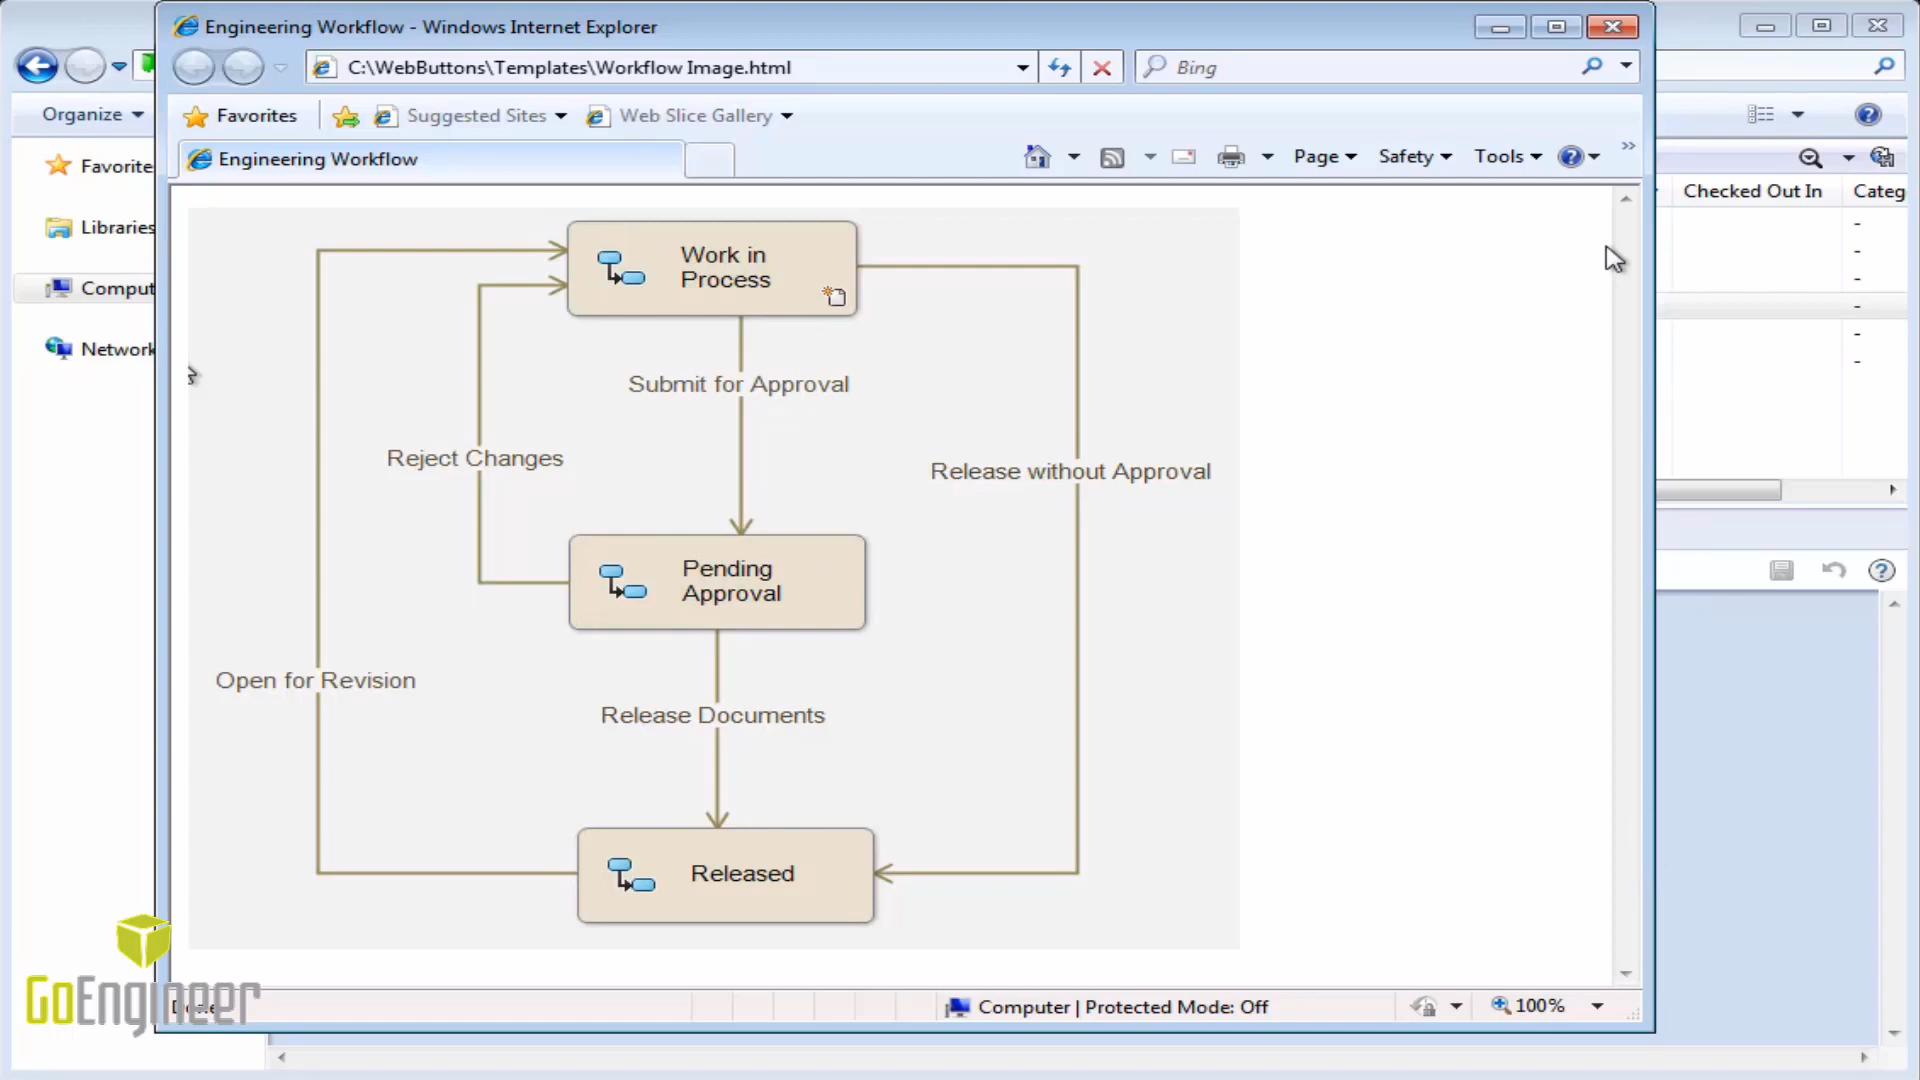 Engineering Workflow - Windows Internet Explorer
C:\WebButtons\Templates\Workflow Image.html
Bing
Organize
Favorites
Suggested Sites
Web Slice Gallery
Engineering Workflow
Page
Safety
Tools
Favorite
Libraries
Comput
Network
Checked Out In
Categ
Work in
Process
Submit for Approval
Reject Changes
Release without Approval
Pending
Approval
Open for Revision
Release Documents
Released
GoEngineer
Computer | Protected Mode: Off
100%